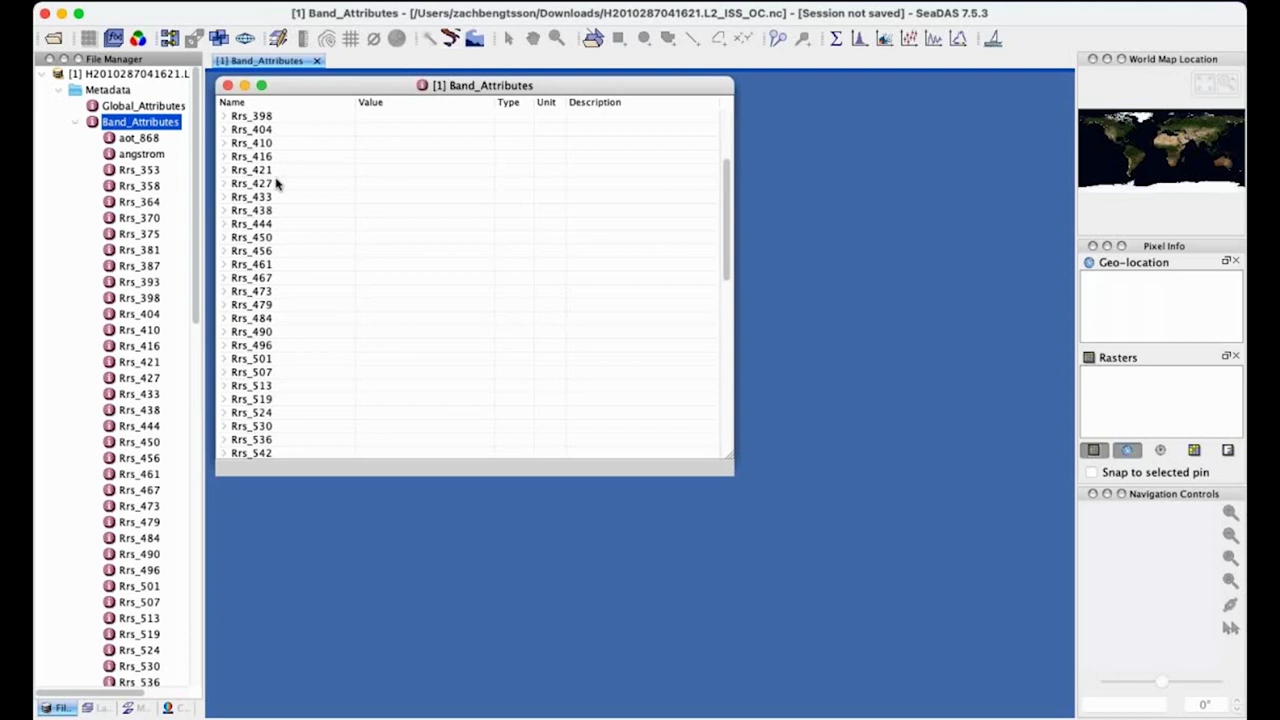 [1] Band_Attributes - [/Users/zachbengtsson/Downloads/H2010287041621.L2_ISS_OC.nc] - [Session not saved] - SeaDAS 7.5.3
File Manager
[1] H2010287041621.L
Metadata
Global_Attributes
Band_Attributes
aot_868
angstrom
Rrs_353
Rrs_358
Rrs_364
Rrs_370
Rrs_375
Rrs_381
Rrs_387
Rrs_393
Rrs_398
Rrs_404
Rrs_410
Rrs_416
Rrs_421
Rrs_427
Rrs_433
Rrs_438
Rrs_444
Rrs_450
Rrs_456
Rrs_461
Rrs_467
Rrs_473
Rrs_479
Rrs_484
Rrs_490
Rrs_496
Rrs_501
Rrs_507
Rrs_513
Rrs_519
Rrs_524
Rrs_530
Rrs_536
Fil... La... M... C...
[1] Band_Attributes
[1] Band_Attributes
Name Value Type Unit Description
Rrs_398
Rrs_404
Rrs_410
Rrs_416
Rrs_421
Rrs_427
Rrs_433
Rrs_438
Rrs_444
Rrs_450
Rrs_456
Rrs_461
Rrs_467
Rrs_473
Rrs_479
Rrs_484
Rrs_490
Rrs_496
Rrs_501
Rrs_507
Rrs_513
Rrs_519
Rrs_524
Rrs_530
Rrs_536
Rrs_542
World Map Location
Pixel Info
Geo-location
Rasters
Snap to selected pin
Navigation Controls
0°